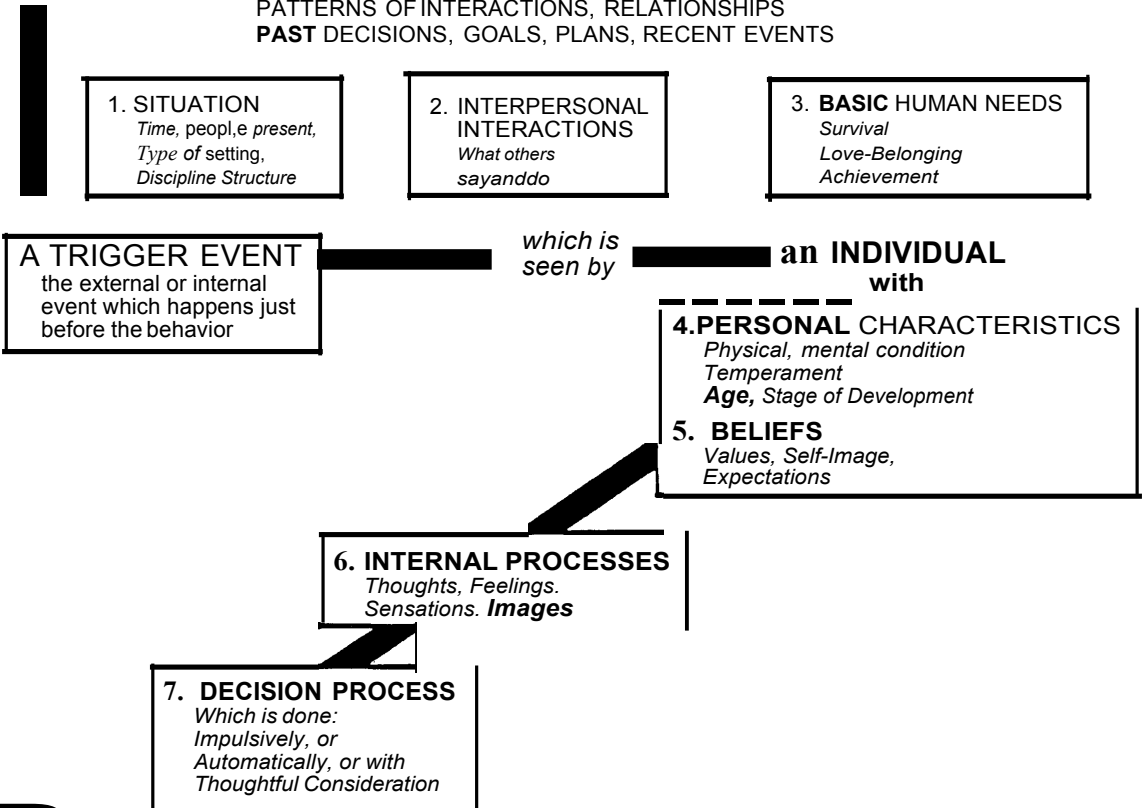 PATTERNS OF INTERACTIONS, RELATIONSHIPS
PAST DECISIONS, GOALS, PLANS, RECENT EVENTS
1. SITUATION
Time, peopl,e present,
Type of setting,
Discipline Structure
2. INTERPERSONAL
INTERACTIONS
What others
sayanddo
3. BASIC HUMAN NEEDS
Survival
Love-Belonging
Achievement
A TRIGGER EVENT
the external or internal
event which happens just
before the behavior
which is
seen by
an INDIVIDUAL
with
4.PERSONAL CHARACTERISTICS
Physical, mental condition
Temperament
Age, Stage of Development
5. BELIEFS
Values, Self-Image,
Expectations
6. INTERNAL PROCESSES
Thoughts, Feelings.
Sensations. Images
7. DECISION PROCESS
Which is done:
Impulsively, or
Automatically, or with
Thoughtful Consideration